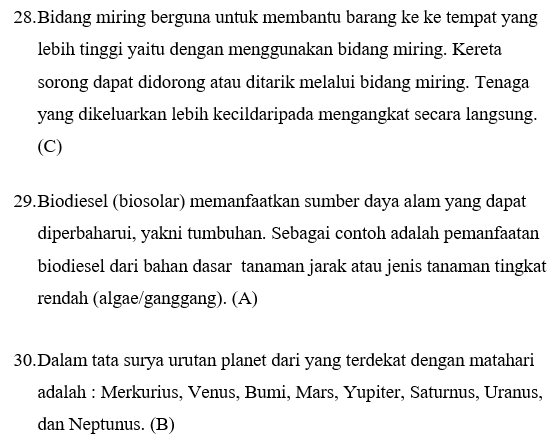 28.Bidang miring berguna untuk membantu barang ke ke tempat yang
lebih tinggi yaitu dengan menggunakan bidang miring. Kereta
sorong dapat didorong atau ditarik melalui bidang miring. Tenaga
yang dikeluarkan lebih kecildaripada mengangkat secara langsung.
(C)
29.Biodiesel (biosolar) memanfaatkan sumber daya alam yang dapat
diperbaharui, yakni tumbuhan. Sebagai contoh adalah pemanfaatan
biodiesel dari bahan dasar  tanaman jarak atau jenis tanaman tingkat
rendah (algae/ganggang). (A)
30.Dalam tata surya urutan planet dari yang terdekat dengan matahari
adalah : Merkurius, Venus, Bumi, Mars, Yupiter, Saturnus, Uranus,
dan Neptunus. (B)